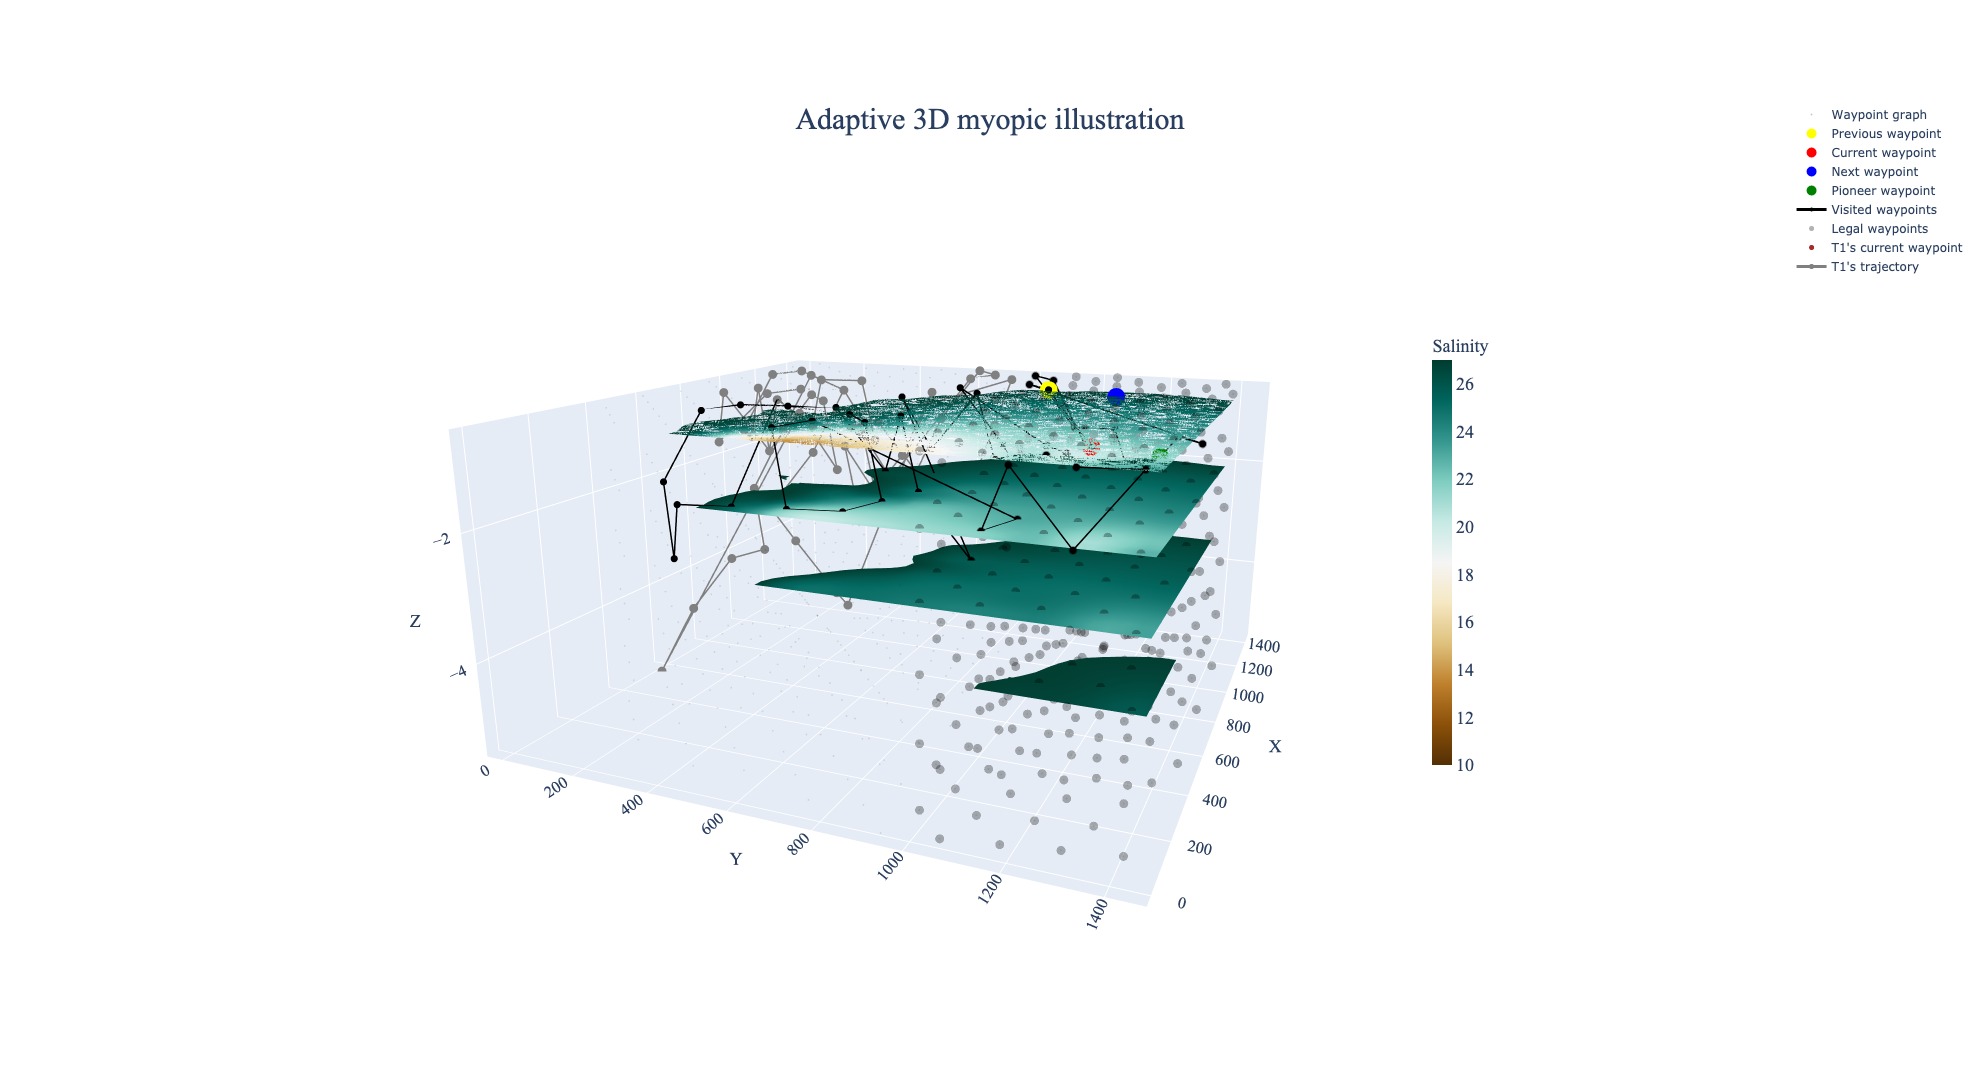 Adaptive 3D myopic illustration
Waypoint graph
Previous waypoint
Current waypoint
Next waypoint
Pioneer waypoint
Visited waypoints
Legal waypoints
T1's current waypoint
T1's trajectory
Salinity
26
24
22
20
18
16
14
12
10
−2
−4
Z
0
200
400
600
800
1000
1200
1400
Y
1400
1200
1000
800
600
400
200
0
X